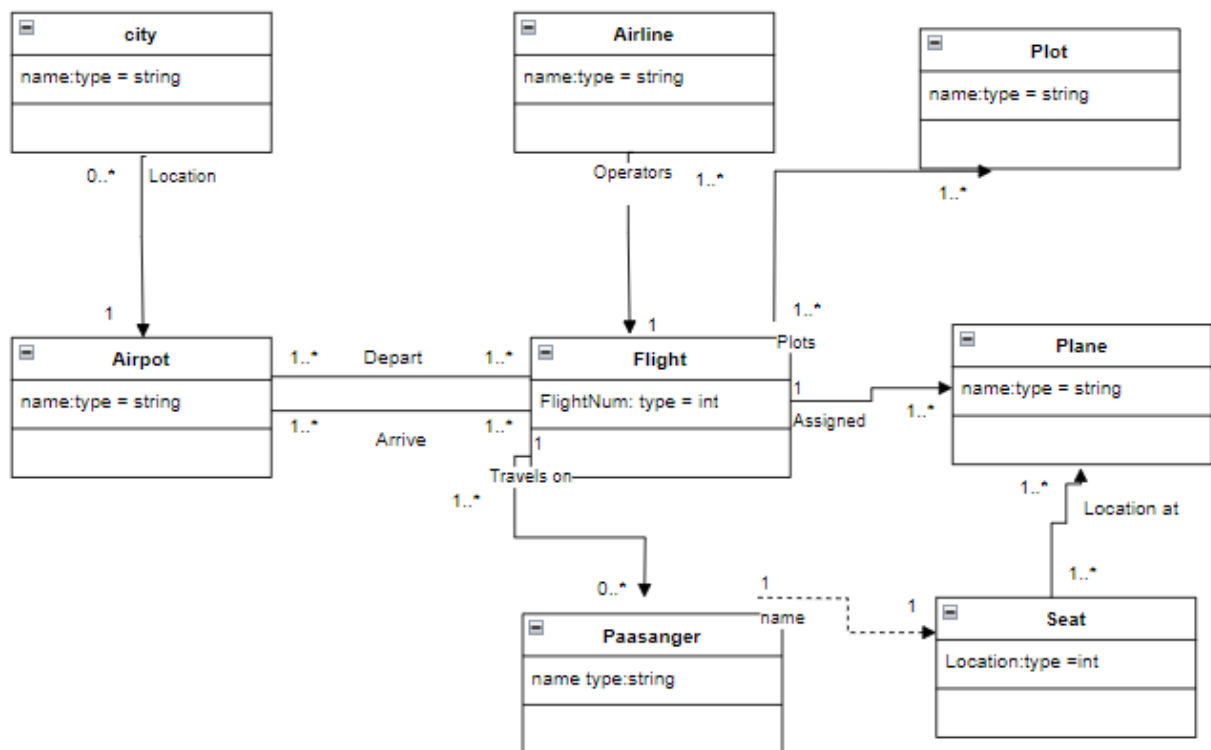 city
name:type = string
Airline
name:type = string
Plot
name:type = string
0..*
Location
Operators
1..*
1..*
1
1
1..*
Plots
Airpot
name:type = string
1..*
Depart
1..*
1..*
Arrive
1..*
Flight
FlightNum: type = int
1
Assigned
1..*
Plane
name:type = string
1
Travels on
1..*
1..*
Location at
0..*
1
name
1
1..*
Paasanger
name type:string
Seat
Location:type =int